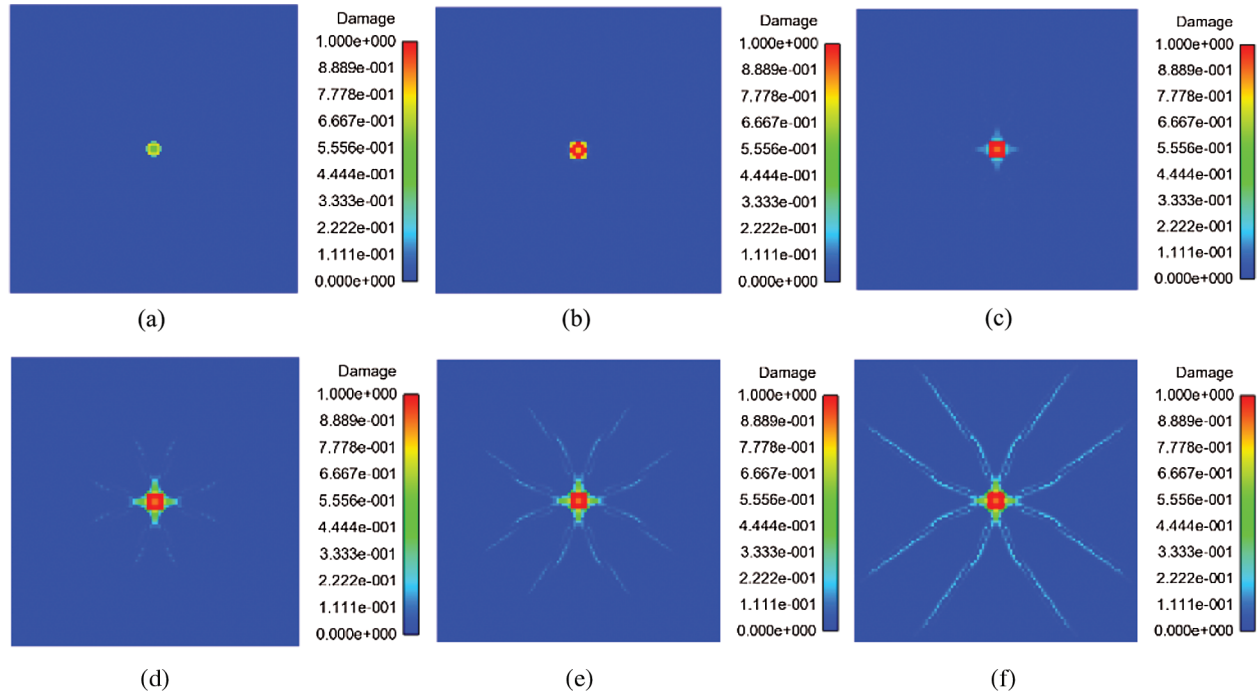 Damage
1.000e+000
8.889e-001
7.778e-001
6.667e-001
5.556e-001
4.444e-001
3.333e-001
2.222e-001
1.111e-001
0.000e+000
(a)
Damage
1.000e+000
8.889e-001
7.778e-001
6.667e-001
5.556e-001
4.444e-001
3.333e-001
2.222e-001
1.111e-001
0.000e+000
(b)
Damage
1.000e+000
8.889e-001
7.778e-001
6.667e-001
5.556e-001
4.444e-001
3.333e-001
2.222e-001
1.111e-001
0.000e+000
(c)
Damage
1.000e+000
8.889e-001
7.778e-001
6.667e-001
5.556e-001
4.444e-001
3.333e-001
2.222e-001
1.111e-001
0.000e+000
(d)
Damage
1.000e+000
8.889e-001
7.778e-001
6.667e-001
5.556e-001
4.444e-001
3.333e-001
2.222e-001
1.111e-001
0.000e+000
(e)
Damage
1.000e+000
8.889e-001
7.778e-001
6.667e-001
5.556e-001
4.444e-001
3.333e-001
2.222e-001
1.111e-001
0.000e+000
(f)